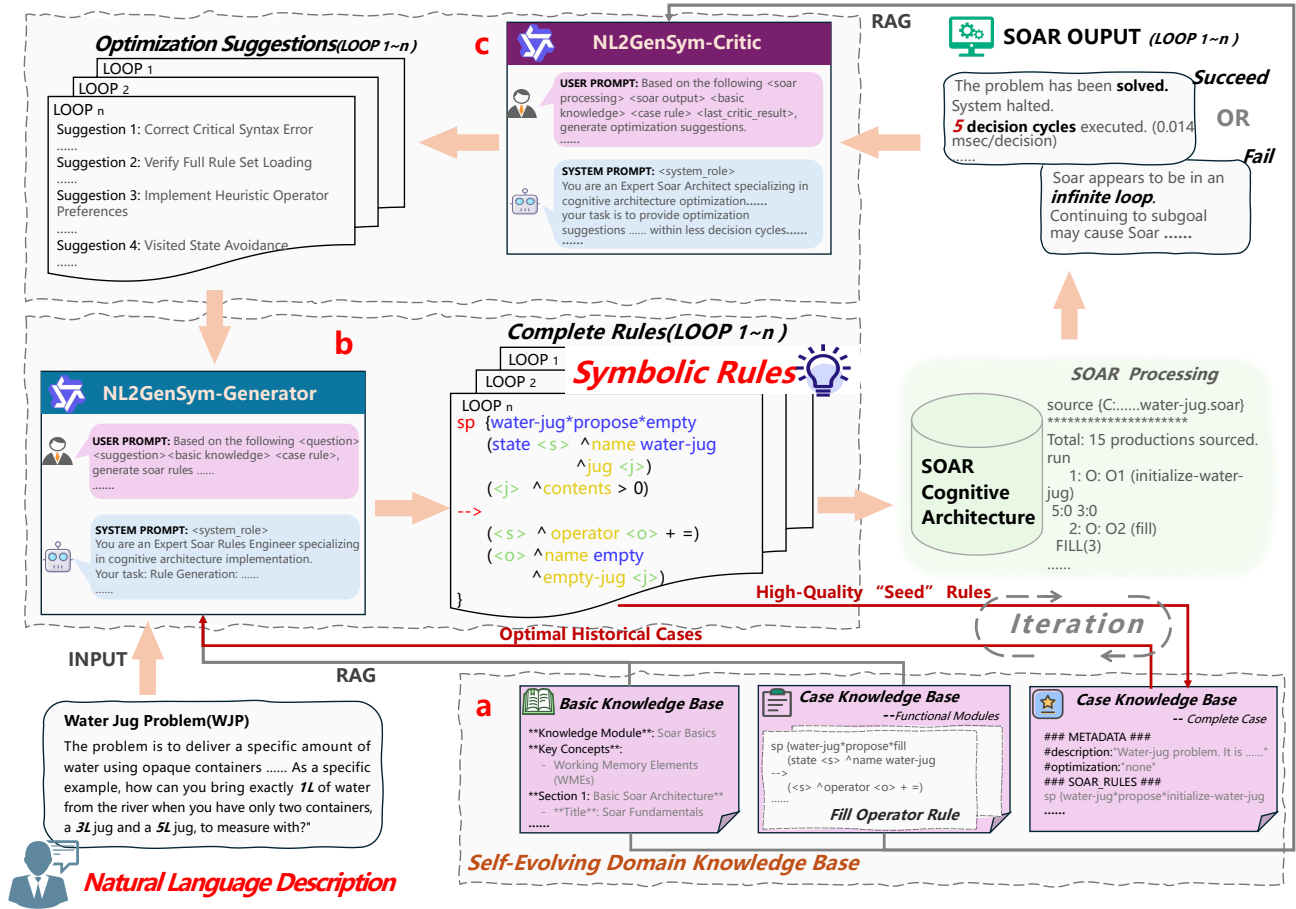 Optimization Suggestions(LOOP 1~n )
LOOP 1
LOOP 2
LOOP n
Suggestion 1: Correct Critical Syntax Error
......
Suggestion 2: Verify Full Rule Set Loading
......
Suggestion 3: Implement Heuristic Operator
Preferences
......
Suggestion 4: Visited State Avoidance
......
c
NL2GenSym-Critic
USER PROMPT: Based on the following <soar
processing> <soar output> <basic
knowledge> <case rule> <last_critic_result>,
generate optimization suggestions.
......
SYSTEM PROMPT: <system_role>
You are an Expert Soar Architect specializing in
cognitive architecture optimization......
your task is to provide optimization
suggestions ...... within less decision cycles......
......
RAG
SOAR OUPUT (LOOP 1~n )
The problem has been solved.
System halted.
5 decision cycles executed. (0.014
msec/decision)
......
Succeed
OR
Fail
Soar appears to be in an
infinite loop.
Continuing to subgoal
may cause Soar ......
b
NL2GenSym-Generator
USER PROMPT: Based on the following <question>
<suggestion> <basic knowledge> <case rule>,
generate soar rules ......
.......
SYSTEM PROMPT: <system_role>
You are an Expert Soar Rules Engineer specializing
in cognitive architecture implementation.
Your task: Rule Generation: ......
......
Complete Rules(LOOP 1~n )
LOOP 1
LOOP 2
Symbolic Rules
LOOP n
sp {water-jug*propose*empty
(state <s> ^name water-jug
^jug <j>)
(<j> ^contents > 0)
-->
(<s> ^ operator <o> + =)
(<o> ^name empty
^empty-jug <j>)
}
SOAR Processing
SOAR
Cognitive
Architecture
source {C:......water-jug.soar}
*********************
Total: 15 productions sourced.
run
1: O: O1 (initialize-water-
jug)
5:0 3:0
2: O: O2 (fill)
FILL(3)
......
High-Quality “Seed” Rules
Optimal Historical Cases
Iteration
INPUT
RAG
Water Jug Problem(WJP)
The problem is to deliver a specific amount of
water using opaque containers ...... As a specific
example, how can you bring exactly 1L of water
from the river when you have only two containers,
a 3L jug and a 5L jug, to measure with?"
Natural Language Description
a
Basic Knowledge Base
**Knowledge Module**: Soar Basics
**Key Concepts**:
- Working Memory Elements
(WMEs)
**Section 1: Basic Soar Architecture**
- **Title**: Soar Fundamentals
......
Case Knowledge Base
--Functional Modules
sp {water-jug*propose*fill
(state <s> ^name water-jug
-->
(<s> ^operator <o> + =)
......
Fill Operator Rule
Case Knowledge Base
-- Complete Case
### METADATA ###
#description:"Water-jug problem. It is ......"
#optimization:"none"
### SOAR_RULES ###
sp {water-jug*propose*initialize-water-jug
......
Self-Evolving Domain Knowledge Base